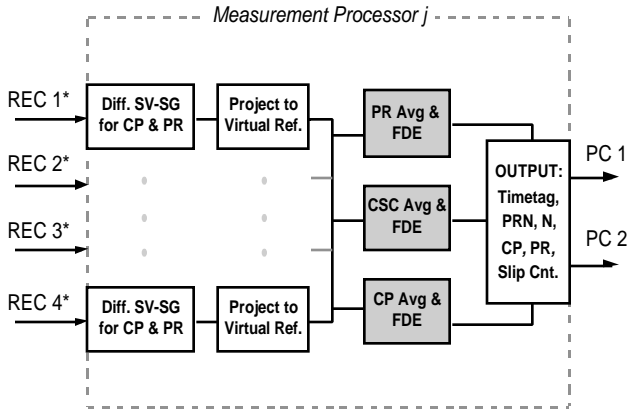 Measurement Processor j
REC 1*
Diff. SV-SG
for CP & PR
Project to
Virtual Ref.
PR Avg &
FDE
REC 2*
REC 3*
CSC Avg &
FDE
OUTPUT:
Timetag,
PRN, N,
CP, PR,
Slip Cnt.
PC 1
PC 2
REC 4*
Diff. SV-SG
for CP & PR
Project to
Virtual Ref.
CP Avg &
FDE